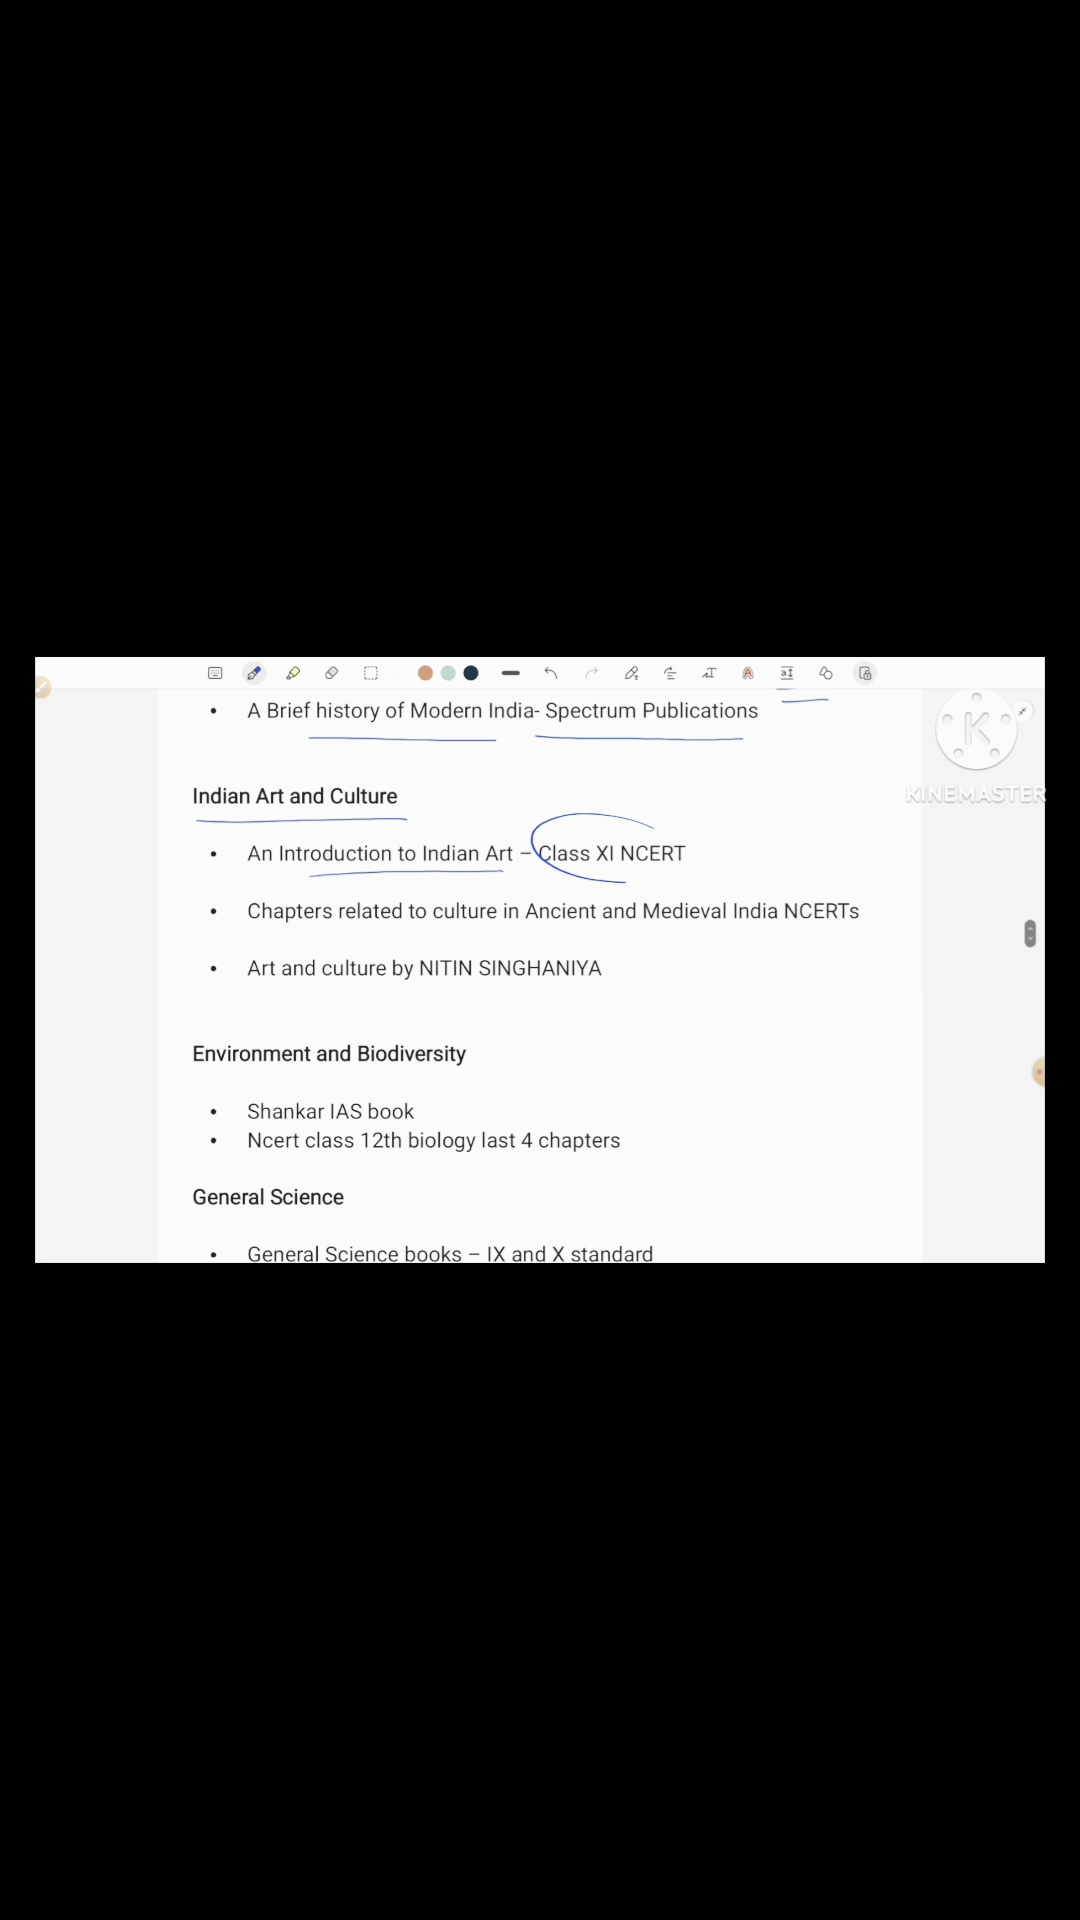 • A Brief history of Modern India- Spectrum Publications
KINEMASTER
Indian Art and Culture
• An Introduction to Indian Art – Class XI NCERT
• Chapters related to culture in Ancient and Medieval India NCERTs
• Art and culture by NITIN SINGHANIYA
Environment and Biodiversity
• Shankar IAS book
• Ncert class 12th biology last 4 chapters
General Science
• General Science books – IX and X standard